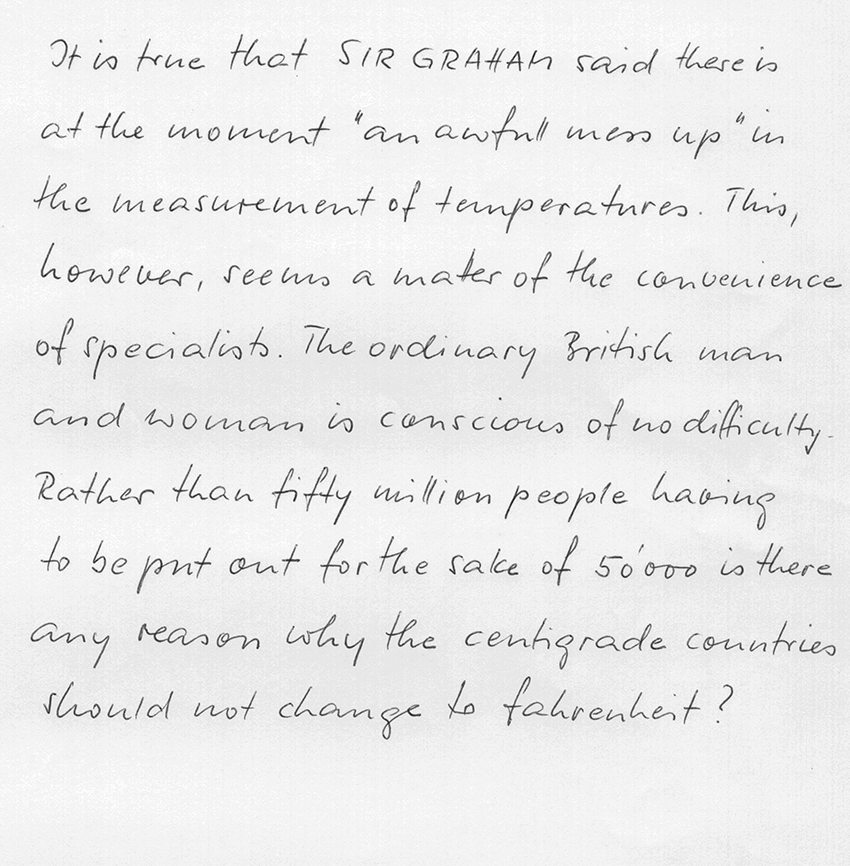 It is true that SIR GRAHAM said there is
at the moment "an awfull mess up" in
the measurement of temperatures. This,
however, seems a matter of the convenience
of specialists. The ordinary British man
and woman is conscious of no difficulty.
Rather than fifty million people having
to be put out for the sake of 50'000 is there
any reason why the centigrade countries
should not change to fahrenheit?